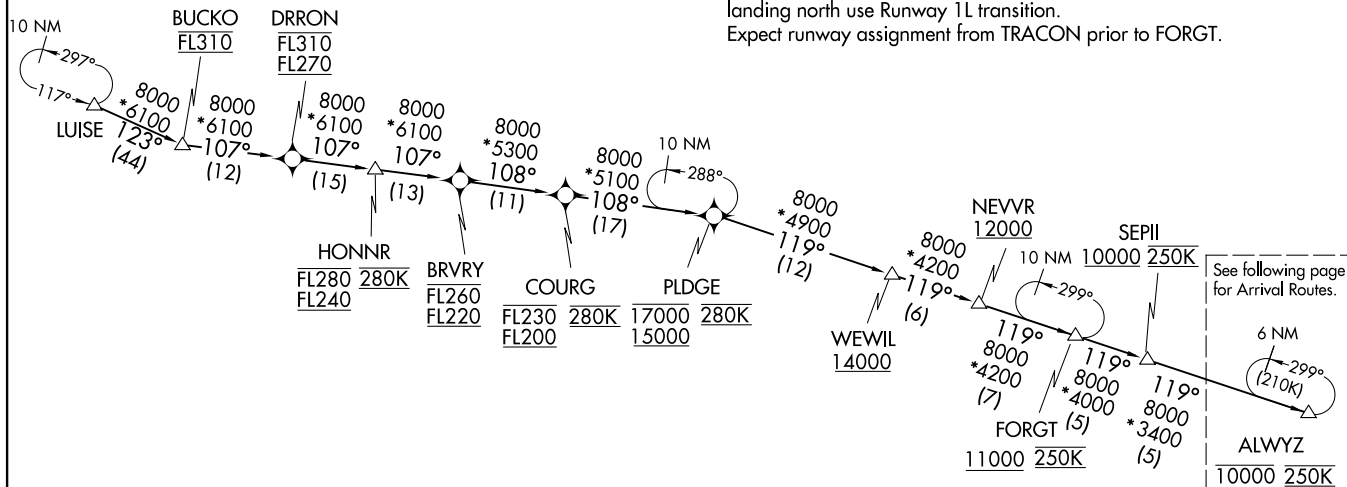 landing north use Runway 1L transition.
Expect runway assignment from TRACON prior to FORGT.
10 NM
297°
117°
LUISE
8000
*6100
123°
(44)
BUCKO
FL310
8000
*6100
107°
(12)
DRRON
FL310
FL270
8000
*6100
107°
(15)
HONNR
FL280 280K
FL240
8000
*6100
107°
(13)
BRVRY
FL260
FL220
8000
*5300
108°
(11)
COURG
FL230 280K
FL200
8000
*5100
108°
(17)
10 NM
288°
PLDGE
17000 280K
15000
8000
*4900
119°
(12)
WEWIL
14000
8000
*4200
119°
(6)
NEVVR
12000
119°
8000
*4200
(7)
10 NM
299°
FORGT
11000 250K
119°
8000
*4000
(5)
SEPII
10000 250K
119°
8000
*3400
(5)
See following page
for Arrival Routes.
6 NM
299°
(210K)
ALWYZ
10000 250K